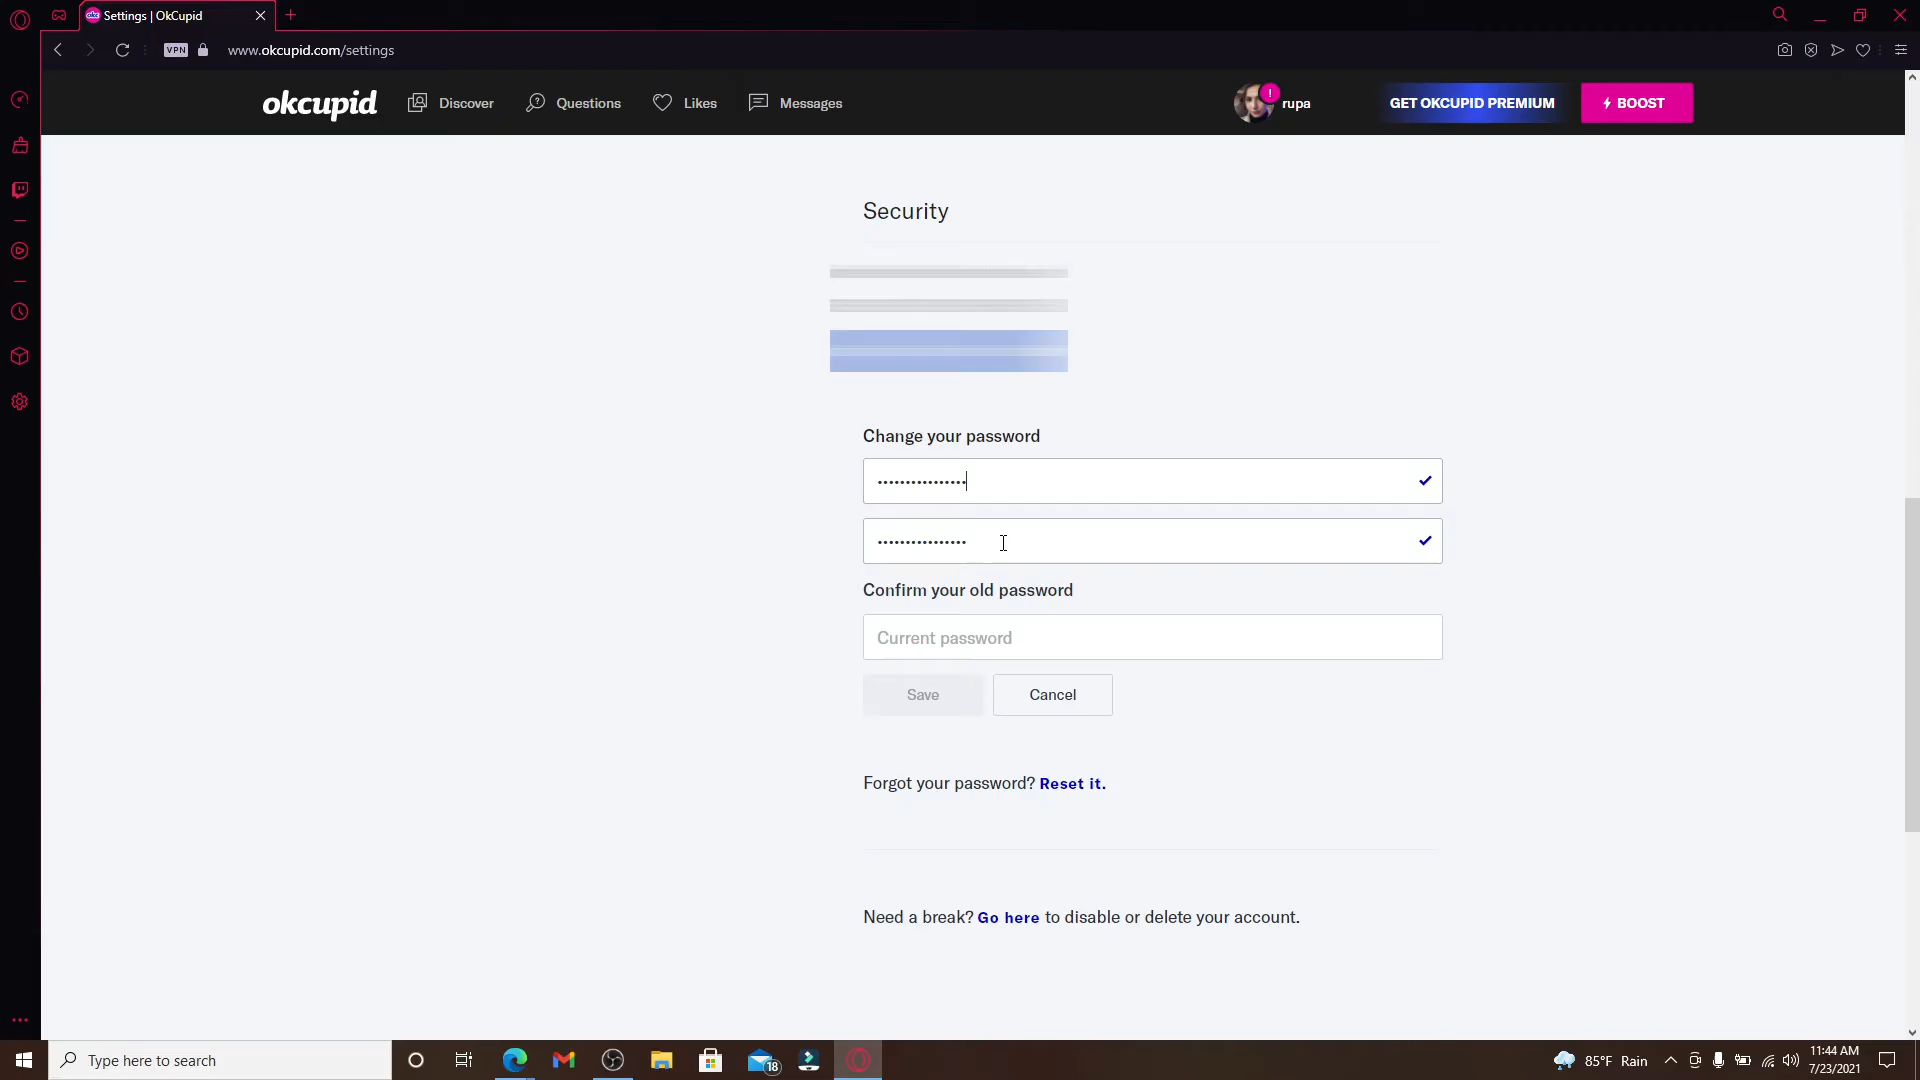 Settings | OkCupid
VPN
www.okcupid.com/settings
okcupid
Discover
Questions
Likes
Messages
!
rupa
GET OKCUPID PREMIUM
BOOST
Security
Change your password
••••••••••••••••
••••••••••••••••
Confirm your old password
Current password
Save
Cancel
Forgot your password? Reset it.
Need a break? Go here to disable or delete your account.
Type here to search
18
85°F Rain
11:44 AM
7/23/2021